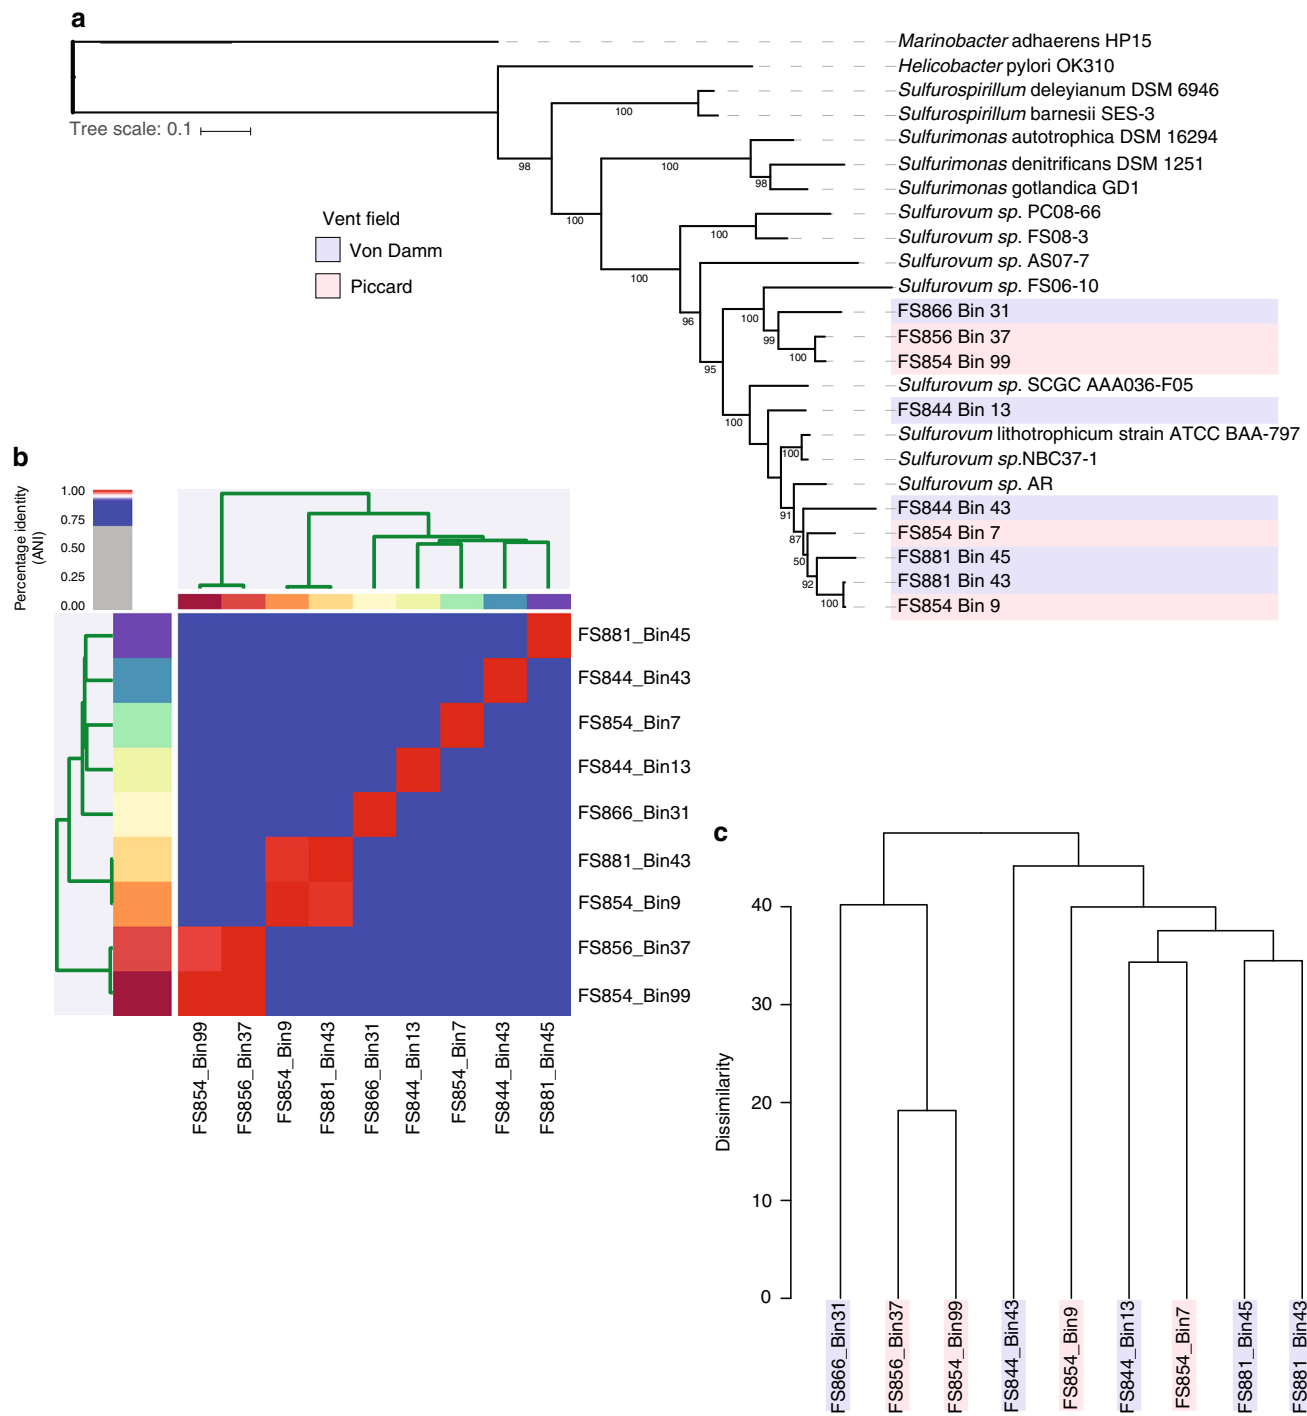 a
Marinobacter adhaerens HP15
Helicobacter pylori OK310
Sulfurospirillum deleyianum DSM 6946
Sulfurospirillum barnesii SES-3
Sulfurimonas autotrophica DSM 16294
Sulfurimonas denitrificans DSM 1251
Sulfurimonas gotlandica GD1
Sulfurovum sp. PC08-66
Sulfurovum sp. FS08-3
Sulfurovum sp. AS07-7
Sulfurovum sp. FS06-10
FS866 Bin 31
FS856 Bin 37
FS854 Bin 99
Sulfurovum sp. SCGC AAA036-F05
FS844 Bin 13
Sulfurovum lithotrophicum strain ATCC BAA-797
Sulfurovum sp.NBC37-1
Sulfurovum sp. AR
FS844 Bin 43
FS854 Bin 7
FS881 Bin 45
FS881 Bin 43
FS854 Bin 9
Tree scale: 0.1
100
98
100
98
100
100
100
96
100
99
100
95
100
100
91
87
50
92
100
Vent field
Von Damm
Piccard
b
Percentage identity
(ANI)
1.00
0.75
0.50
0.25
0.00
FS881_Bin45
FS844_Bin43
FS854_Bin7
FS844_Bin13
FS866_Bin31
FS881_Bin43
FS854_Bin9
FS856_Bin37
FS854_Bin99
FS854_Bin99
FS856_Bin37
FS854_Bin9
FS881_Bin43
FS866_Bin31
FS844_Bin13
FS854_Bin7
FS844_Bin43
FS881_Bin45
c
Dissimilarity
40
30
20
10
0
FS866_Bin31
FS856_Bin37
FS854_Bin99
FS844_Bin43
FS854_Bin9
FS844_Bin13
FS854_Bin7
FS881_Bin45
FS881_Bin43